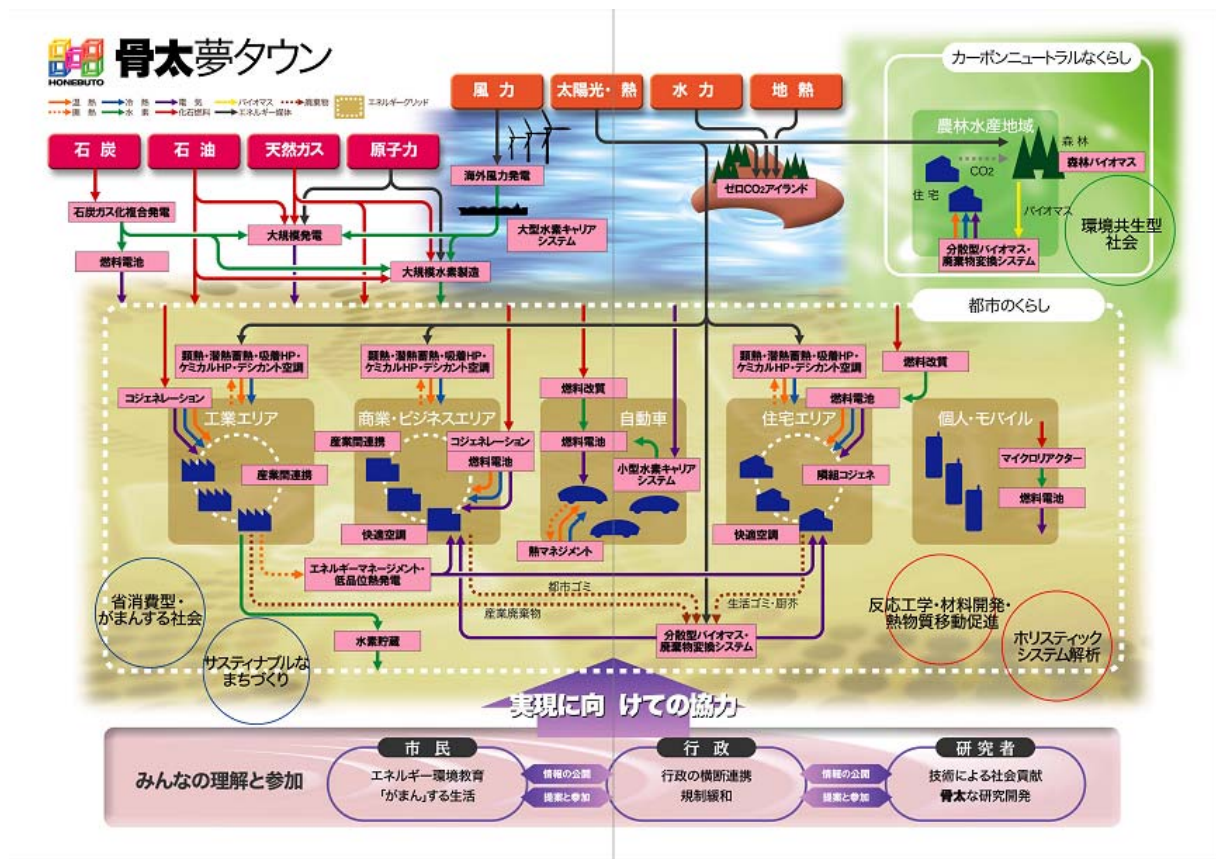 HONEBUTO
骨太夢タウン
温 熱
冷 熱
電 気
バイオマス
廃棄物
エネルギーグリッド
廃 熱
水 素
化石燃料
エネルギー媒体
石 炭
石 油
天然ガス
原子力
風 力
太陽光・熱
水 力
地 熱
カーボンニュートラルなくらし
農林水産地域
森 林
森林バイオマス
CO2
住 宅
バイオマス
環境共生型
社会
分散型バイオマス・
廃棄物変換システム
海外風力発電
ゼロCO2アイランド
石炭ガス化複合発電
大規模発電
大型水素キャリア
システム
燃料電池
大規模水素製造
都市のくらし
顕熱・潜熱蓄熱・吸着HP・
ケミカルHP・デシカント空調
顕熱・潜熱蓄熱・吸着HP・
ケミカルHP・デシカント空調
顕熱・潜熱蓄熱・吸着HP・
ケミカルHP・デシカント空調
燃料改質
コジェネレーション
燃料改質
燃料電池
工業エリア
商業・ビジネスエリア
自動車
住宅エリア
個人・モバイル
産業間連携
産業間連携
コジェネレーション
燃料電池
燃料電池
小型水素キャリア
システム
隣組コジェネ
マイクロリアクター
燃料電池
快適空調
熱マネジメント
快適空調
エネルギーマネージメント・
低品位熱発電
都市ゴミ
産業廃棄物
生活ゴミ・厨芥
水素貯蔵
分散型バイオマス・
廃棄物変換システム
省消費型・
がまんする社会
サスティナブルな
まちづくり
反応工学・材料開発・
熱物質移動促進
ホリスティック
システム解析
実現に向 けての協力
みんなの理解と参加
市 民
エネルギー環境教育
「がまん」する生活
情報の公開
提案と参加
行 政
行政の横断連携
規制緩和
情報の公開
提案と参加
研究者
技術による社会貢献
骨太な研究開発